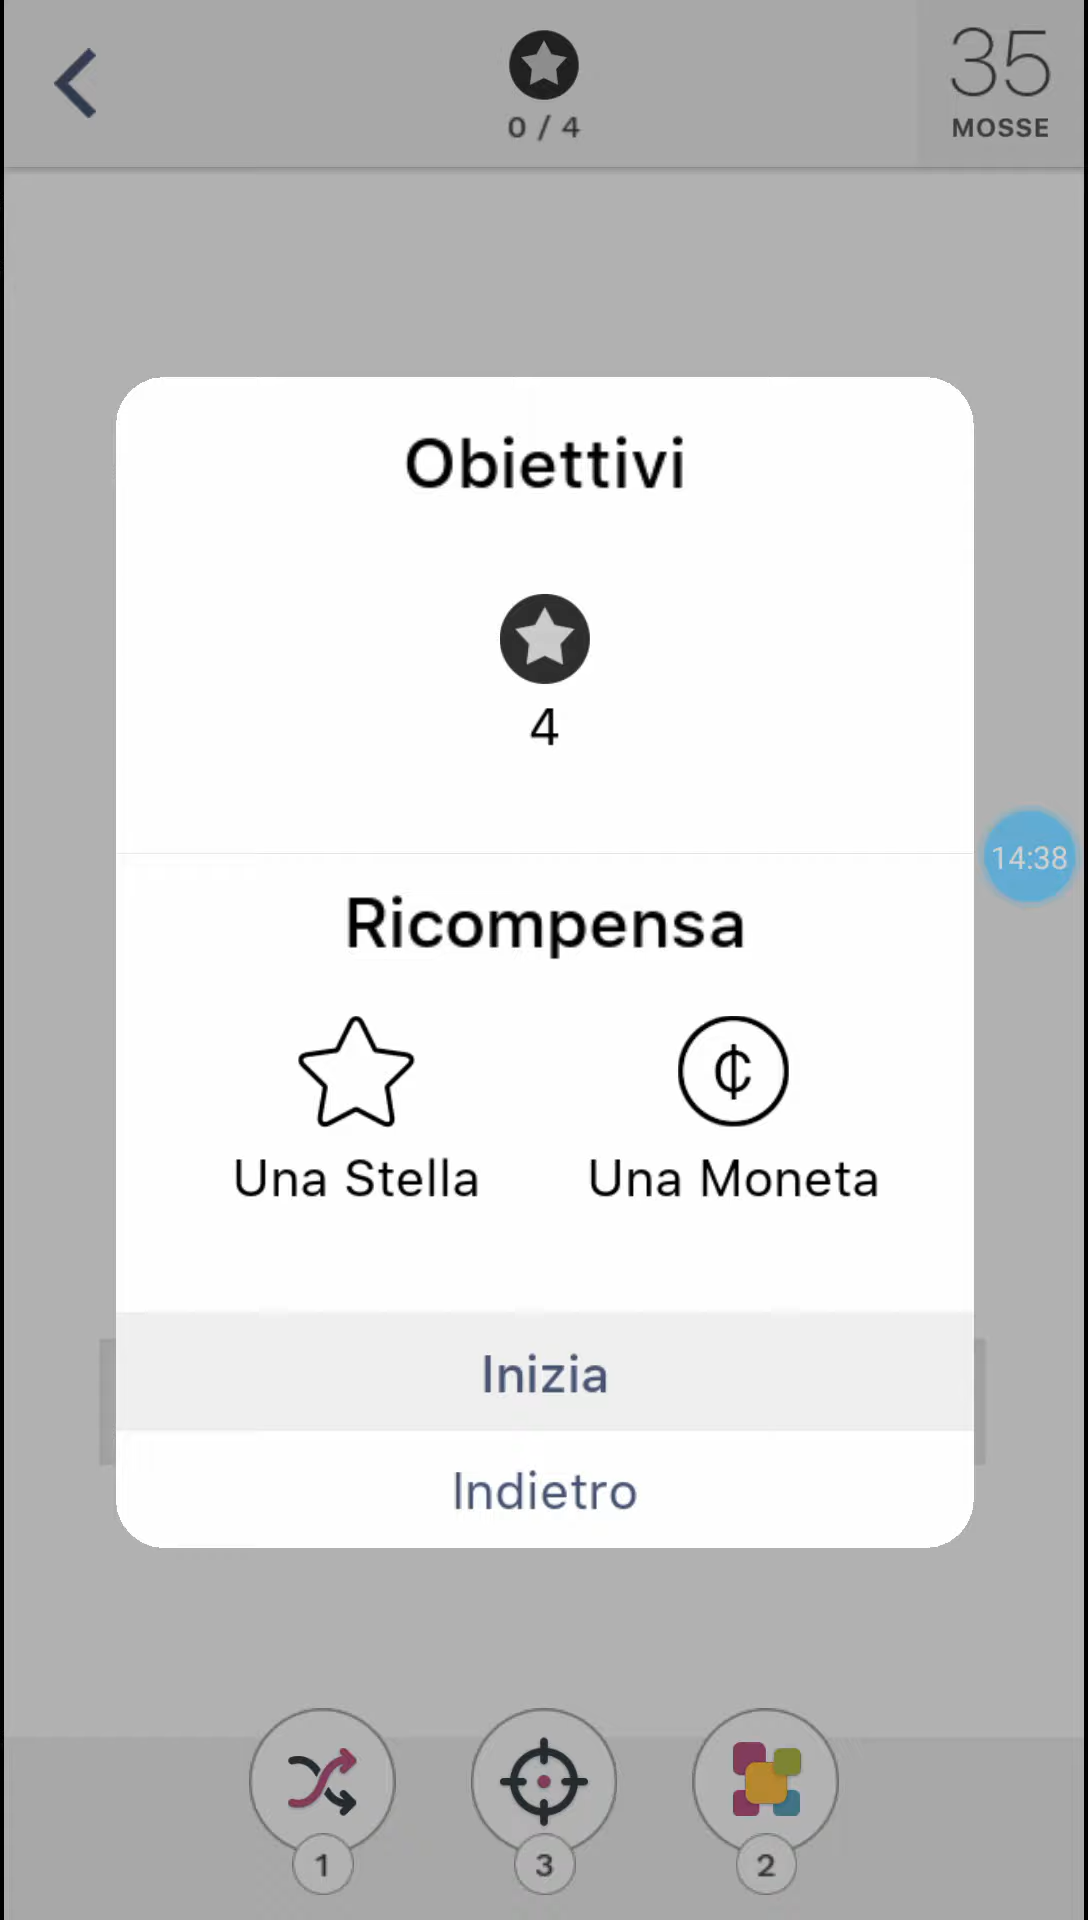 0 / 4
35
MOSSE
Obiettivi
4
14:38
Ricompensa
₵
Una Stella
Una Moneta
Inizia
Indietro
1
3
2